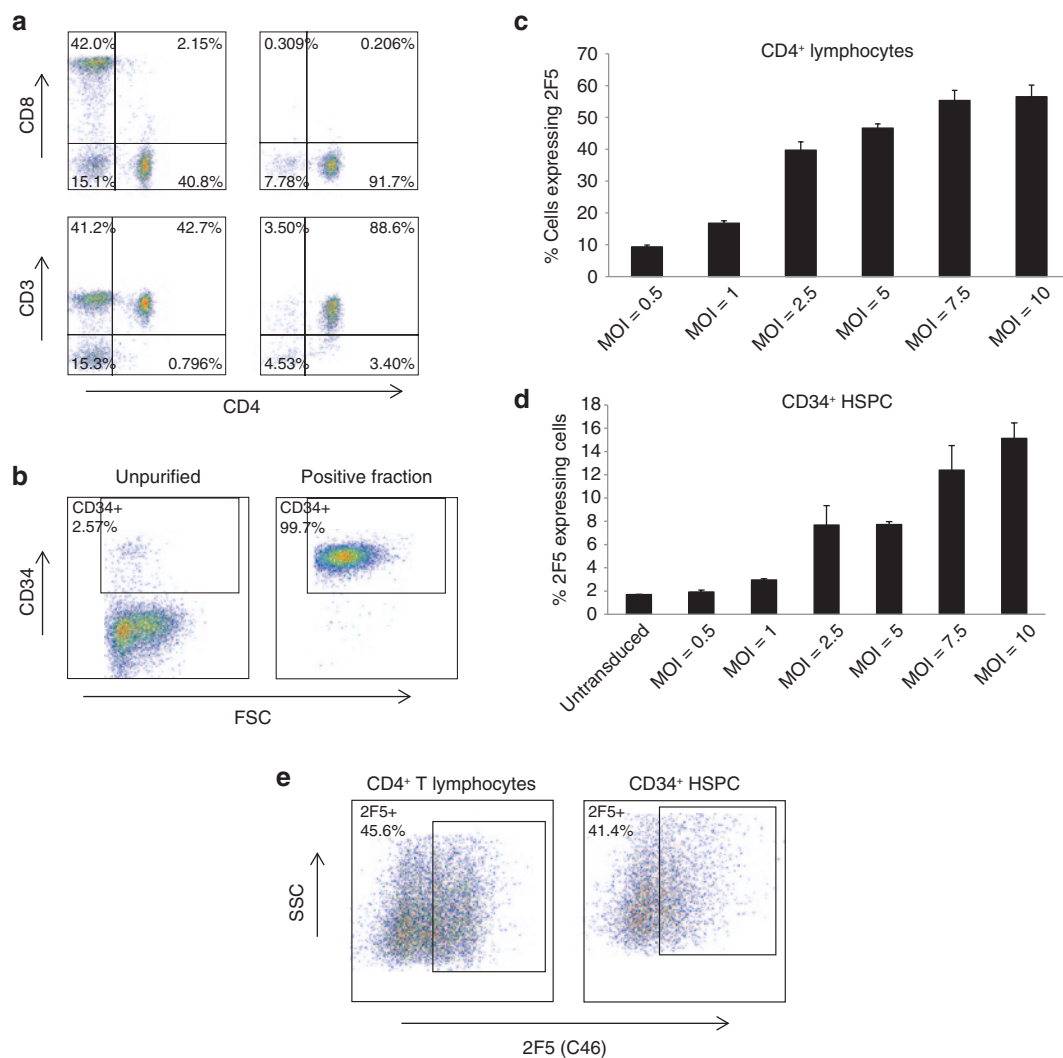 a
42.0% 2.15%
15.1% 40.8%
0.309% 0.206%
7.78% 91.7%
CD8
41.2% 42.7%
15.3% 0.796%
3.50% 88.6%
4.53% 3.40%
CD3
CD4
b
Unpurified
CD34+
2.57%
Positive fraction
CD34+
99.7%
CD34
FSC
c
CD4⁺ lymphocytes
% Cells expressing 2F5
70
60
50
40
30
20
10
0
MOI = 0.5
MOI = 1
MOI = 2.5
MOI = 5
MOI = 7.5
MOI = 10
d
CD34⁺ HSPC
% 2F5 expressing cells
18
16
14
12
10
8
6
4
2
0
Untransduced
MOI = 0.5
MOI = 1
MOI = 2.5
MOI = 5
MOI = 7.5
MOI = 10
e
CD4⁺ T lymphocytes
2F5+
45.6%
CD34⁺ HSPC
2F5+
41.4%
SSC
2F5 (C46)